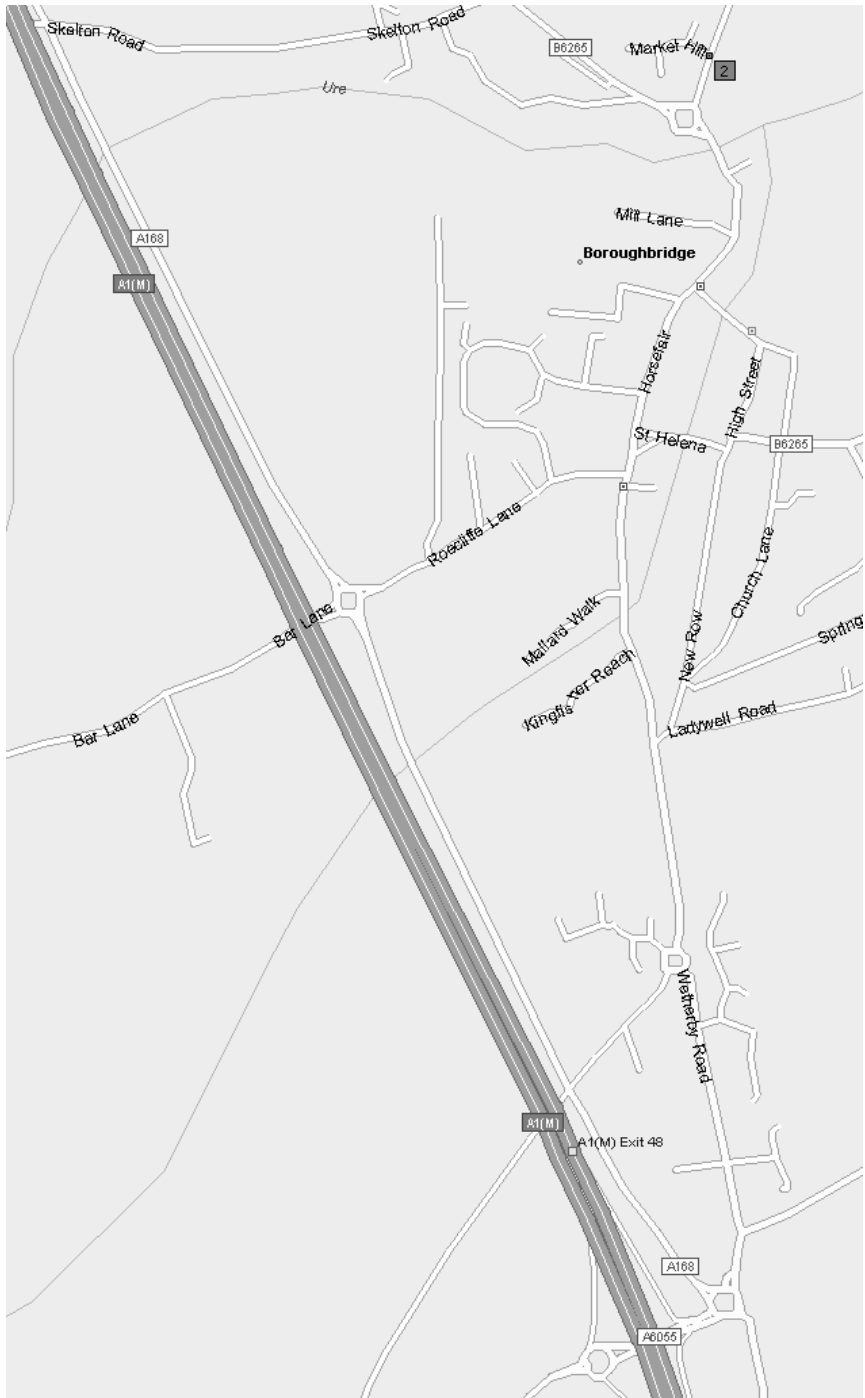 Skelton Road
Skelton Road
B6265
Market Hill
2
Ure
Mill Lane
A168
Boroughbridge
A1(M)
Horsefair
High Street
St Helena
B6265
Roecliffe Lane
Church Lane
Bar Lane
Mallard Walk
New Row
Spring
Kingfis er Reach
Ladywell Road
Bar Lane
Wetherby Road
A1(M)
A1(M) Exit 48
A168
A6055